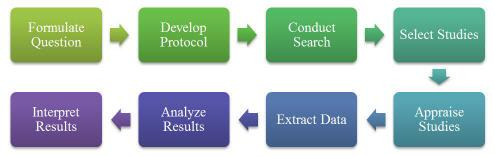 Formulate
Question
Develop
Protocol
Conduct
Search
Select Studies
Appraise
Studies
Extract Data
Analyze
Results
Interpret
Results